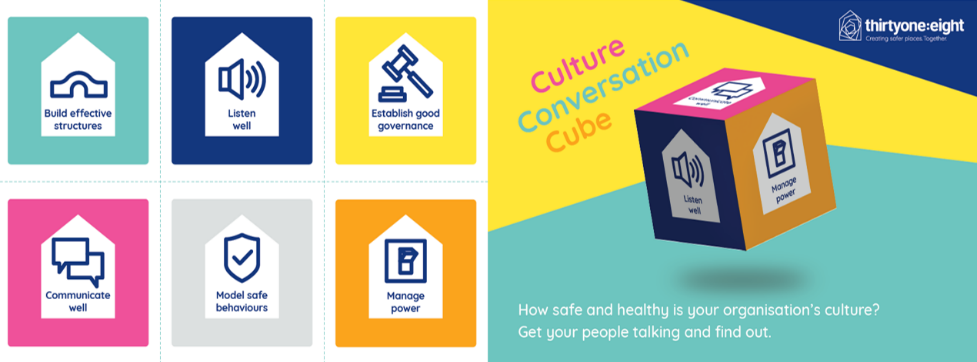 Build effective
structures
Listen
well
Establish good
governance
Communicate
well
Model safe
behaviours
Manage
power
thirtyone:eight
Creating safer places. Together.
Culture
Conversation
Cube
Communicate
well
Listen
well
Manage
power
How safe and healthy is your organisation's culture?
Get your people talking and find out.